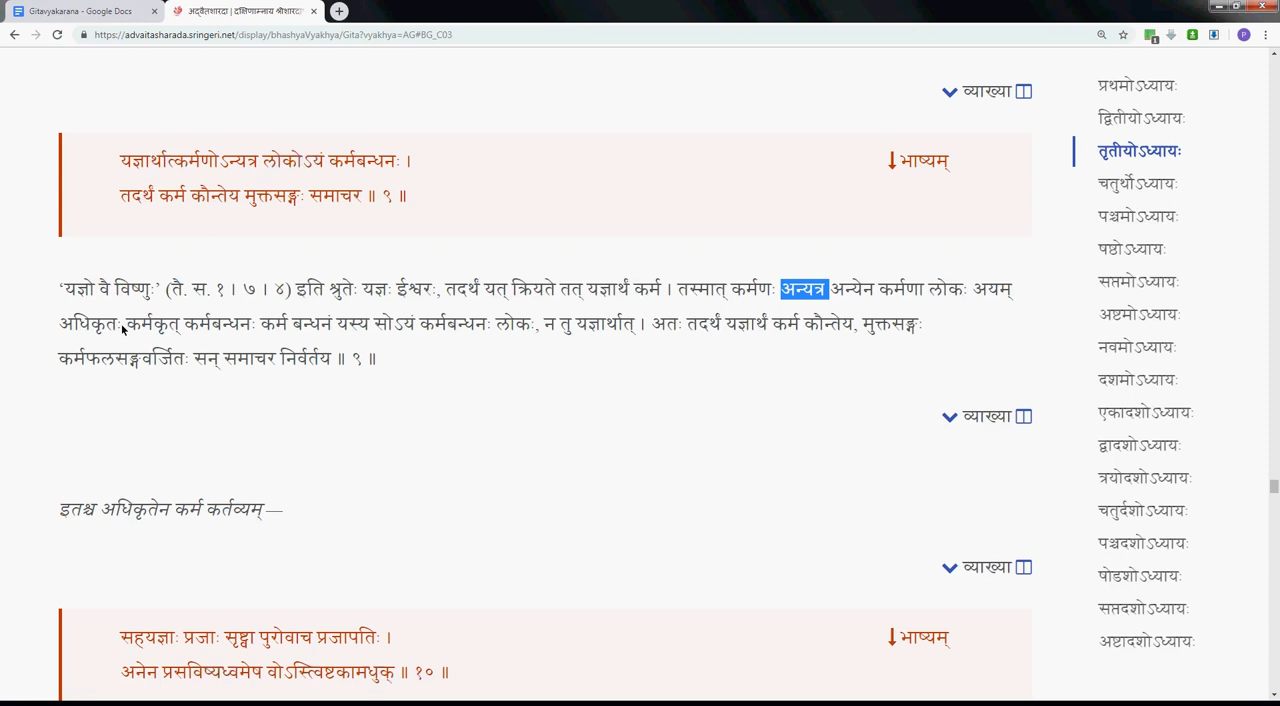 Gitavyakarana - Google Docs
अद्वैतशारदा | दक्षिणाम्नाय श्रीशारदा
https://advaitasharada.sringeri.net/display/bhashyaVyakhya/Gita?vyakhya=AG#BG_C03
व्याख्या
यज्ञार्थात्कर्मणोऽन्यत्र लोकोऽयं कर्मबन्धनः ।
भाष्यम्
तदर्थं कर्म कौन्तेय मुक्तसङ्गः समाचर ॥ ९ ॥
‘यज्ञो वै विष्णुः’ (तै. स. १ । ७ । ४) इति श्रुतेः यज्ञः ईश्वरः, तदर्थं यत् क्रियते तत् यज्ञार्थं कर्म । तस्मात् कर्मणः अन्यत्र अन्येन कर्मणा लोकः अयम्
अधिकृतः कर्मकृत् कर्मबन्धनः कर्म बन्धनं यस्य सोऽयं कर्मबन्धनः लोकः, न तु यज्ञार्थात् । अतः तदर्थं यज्ञार्थं कर्म कौन्तेय, मुक्तसङ्गः
कर्मफलसङ्गवर्जितः सन् समाचर निर्वर्तय ॥ ९ ॥
व्याख्या
इतश्च अधिकृतेन कर्म कर्तव्यम् —
व्याख्या
सहयज्ञाः प्रजाः सृष्ट्वा पुरोवाच प्रजापतिः ।
भाष्यम्
अनेन प्रसविष्यध्वमेष वोऽस्त्विष्टकामधुक् ॥ १० ॥
प्रथमोऽध्यायः
द्वितीयोऽध्यायः
तृतीयोऽध्यायः
चतुर्थोऽध्यायः
पञ्चमोऽध्यायः
षष्ठोऽध्यायः
सप्तमोऽध्यायः
अष्टमोऽध्यायः
नवमोऽध्यायः
दशमोऽध्यायः
एकादशोऽध्यायः
द्वादशोऽध्यायः
त्रयोदशोऽध्यायः
चतुर्दशोऽध्यायः
पञ्चदशोऽध्यायः
षोडशोऽध्यायः
सप्तदशोऽध्यायः
अष्टादशोऽध्यायः